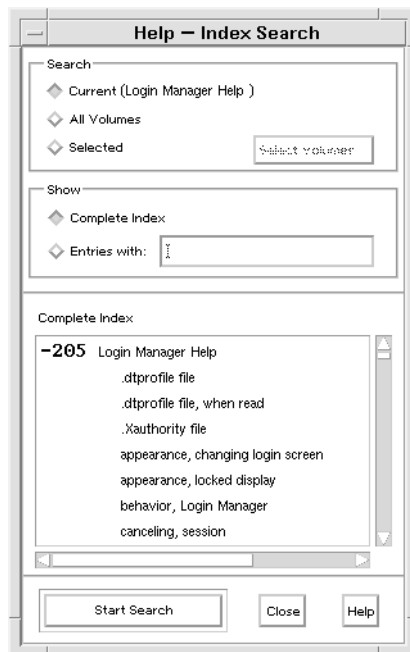 Help – Index Search
Search
Current (Login Manager Help )
All Volumes
Selected
Select Volumes
Show
Complete Index
Entries with:
Complete Index
-205 Login Manager Help
.dtprofile file
.dtprofile file, when read
.Xauthority file
appearance, changing login screen
appearance, locked display
behavior, Login Manager
canceling, session
Start Search
Close
Help